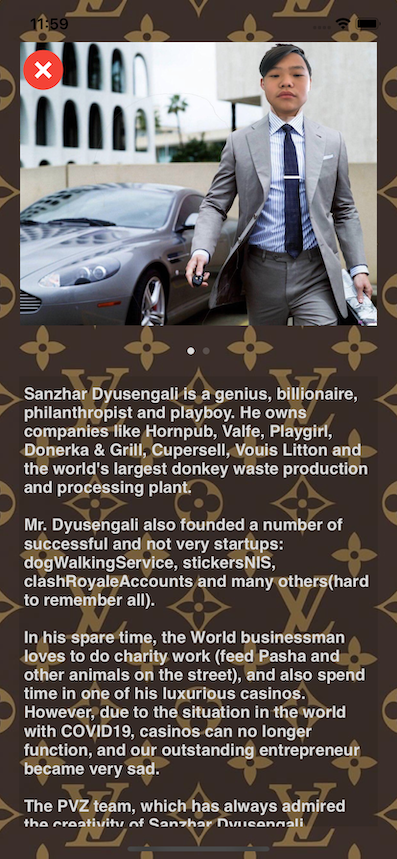 11:59
Sanzhar Dyusengali is a genius, billionaire,
philanthropist and playboy. He owns
companies like Hornpub, Valfe, Playgirl,
Donerka & Grill, Cupersell, Vouis Litton and
the world's largest donkey waste production
and processing plant.
Mr. Dyusengali also founded a number of
successful and not very startups:
dogWalkingService, stickersNIS,
clashRoyaleAccounts and many others(hard
to remember all).
In his spare time, the World businessman
loves to do charity work (feed Pasha and
other animals on the street), and also spend
time in one of his luxurious casinos.
However, due to the situation in the world
with COVID19, casinos can no longer
function, and our outstanding entrepreneur
became very sad.
The PVZ team, which has always admired
the creativity of Sanzhar Dyusengali